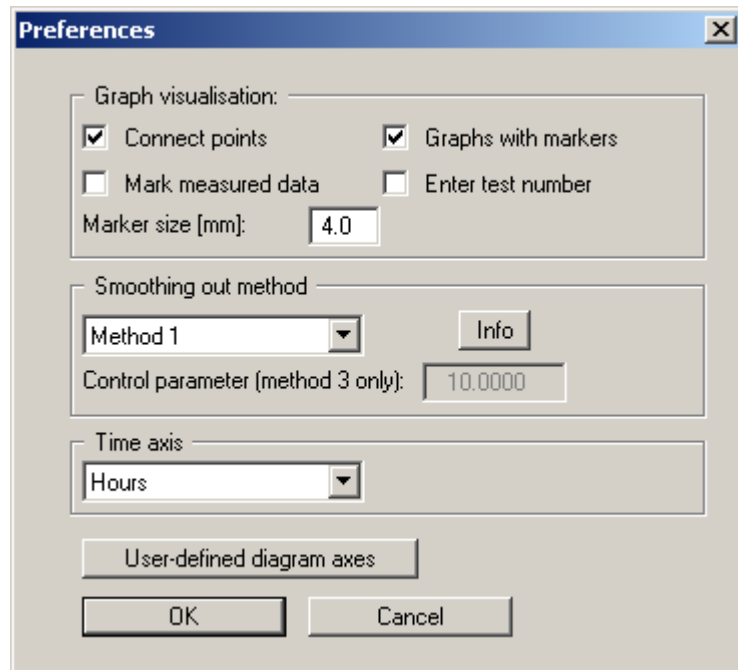 Preferences
Graph visualisation:
Connect points Graphs with markers
Mark measured data Enter test number
Marker size [mm]: 4.0
Smoothing out method
Method 1 Info
Control parameter (method 3 only): 10.0000
Time axis
Hours
User-defined diagram axes
OK Cancel